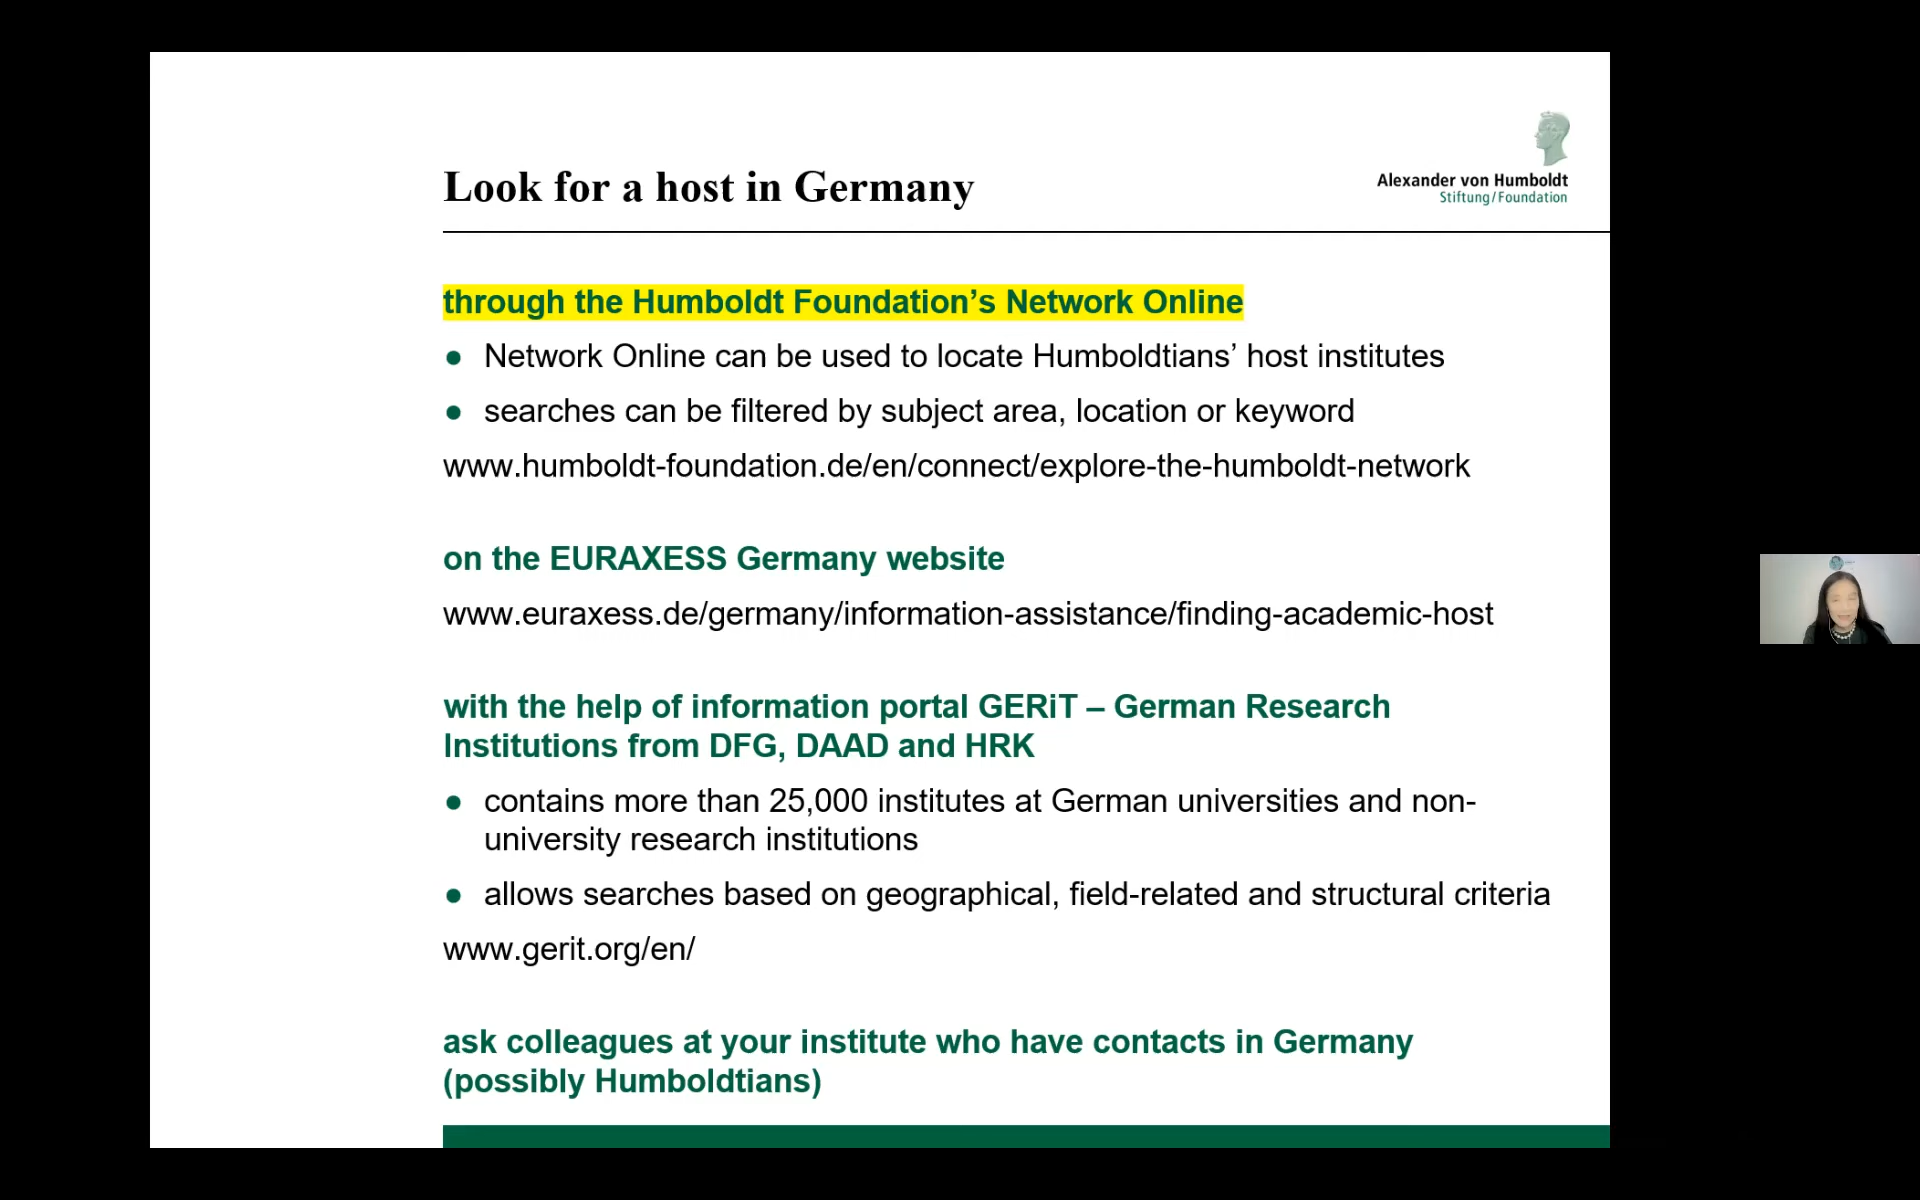 Look for a host in Germany
Alexander von Humboldt
Stiftung/Foundation
through the Humboldt Foundation’s Network Online
● Network Online can be used to locate Humboldtians’ host institutes
● searches can be filtered by subject area, location or keyword
www.humboldt-foundation.de/en/connect/explore-the-humboldt-network
on the EURAXESS Germany website
www.euraxess.de/germany/information-assistance/finding-academic-host
with the help of information portal GERiT – German Research
Institutions from DFG, DAAD and HRK
● contains more than 25,000 institutes at German universities and non-
university research institutions
● allows searches based on geographical, field-related and structural criteria
www.gerit.org/en/
ask colleagues at your institute who have contacts in Germany
(possibly Humboldtians)